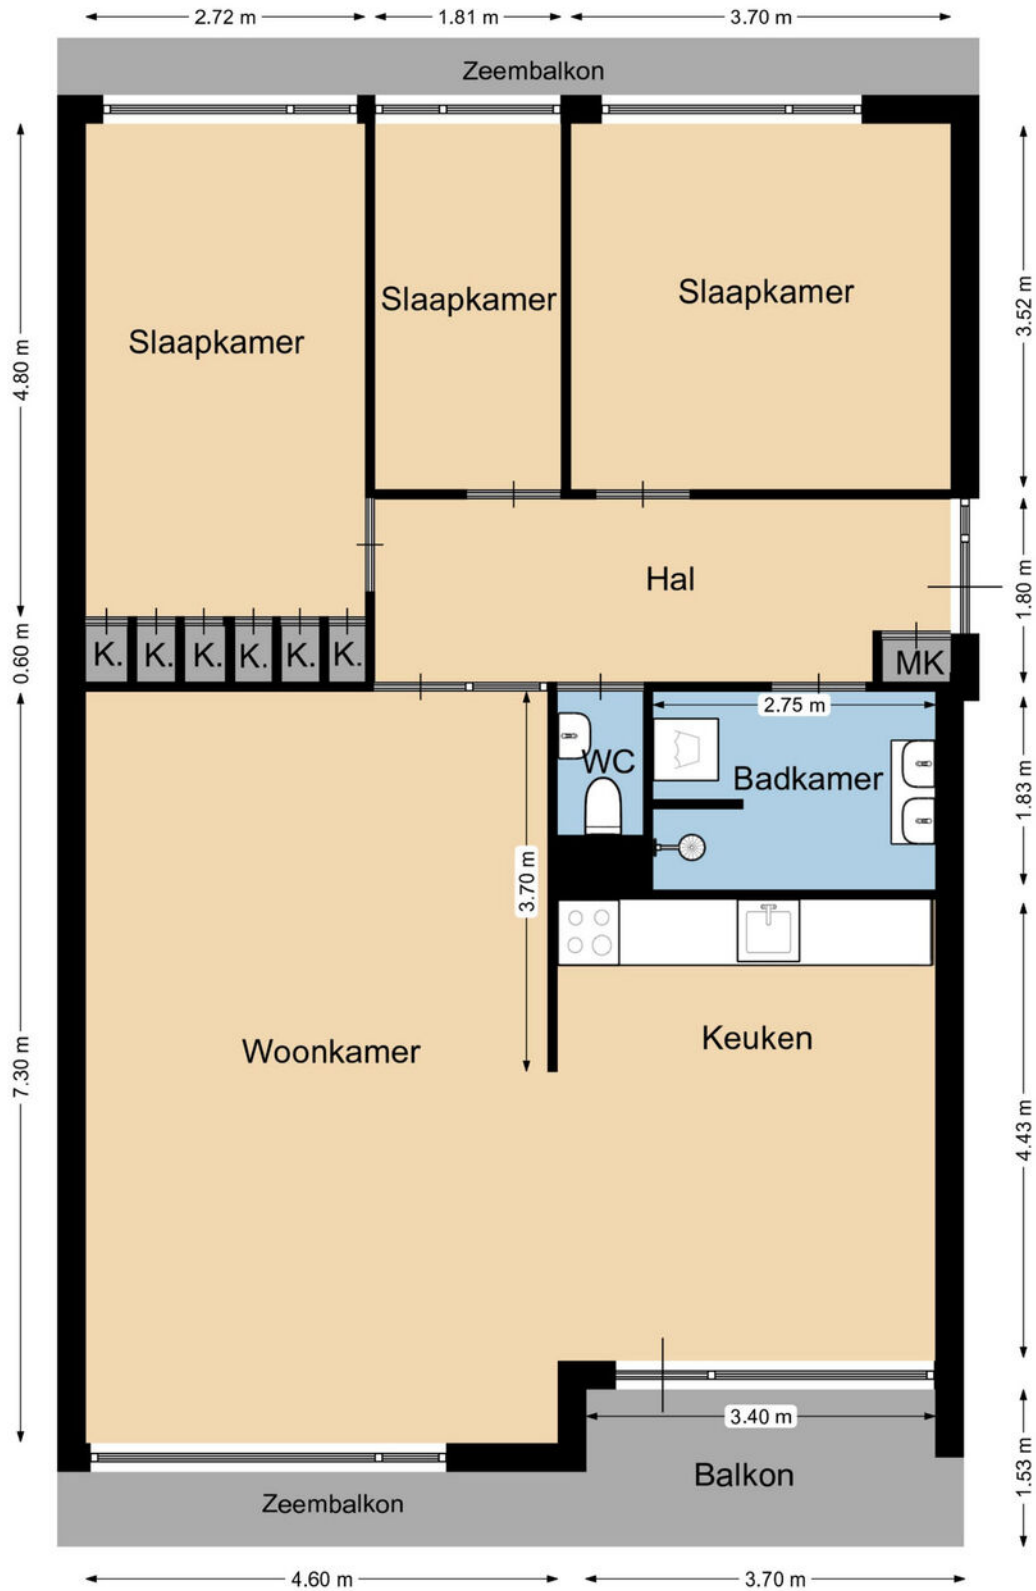 2.72 m
1.81 m
3.70 m
Zeembalkon
Slaapkamer
Slaapkamer
Slaapkamer
4.80 m
3.52 m
Hal
1.80 m
0.60 m
K.
K.
K.
K.
K.
K.
MK
2.75 m
WC
Badkamer
1.83 m
3.70 m
Woonkamer
Keuken
7.30 m
4.43 m
3.40 m
Balkon
1.53 m
Zeembalkon
4.60 m
3.70 m